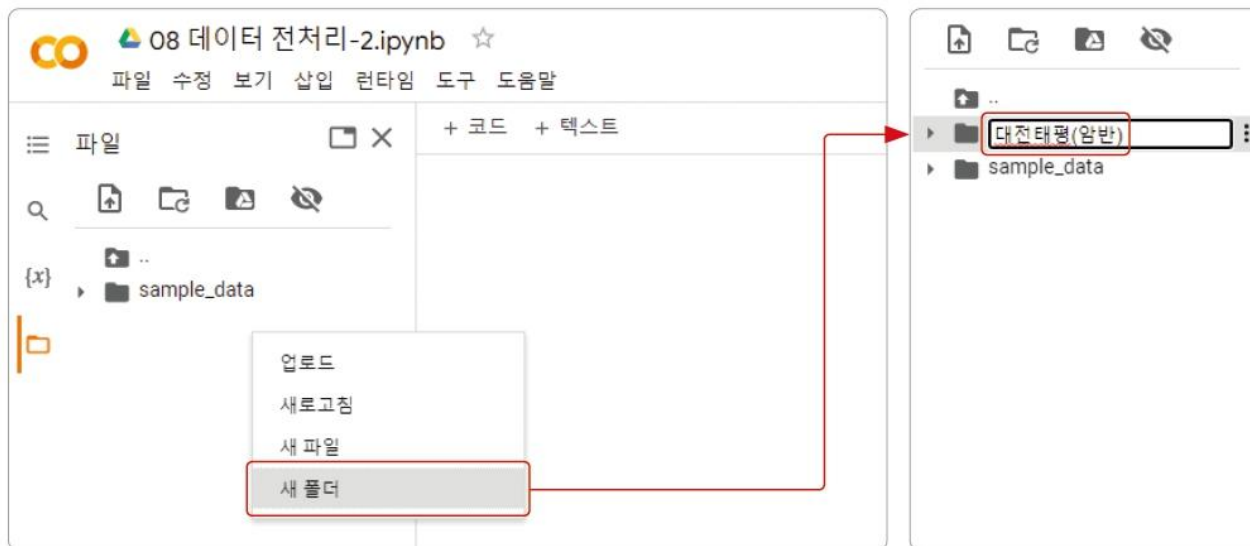 08 데이터 전처리-2.ipynb
파일 수정 보기 삽입 런타임 도구 도움말
파일
+ 코드 + 텍스트
{x}
..
sample_data
업로드
새로고침
새 파일
새 폴더
..
대전태평(암반)
sample_data